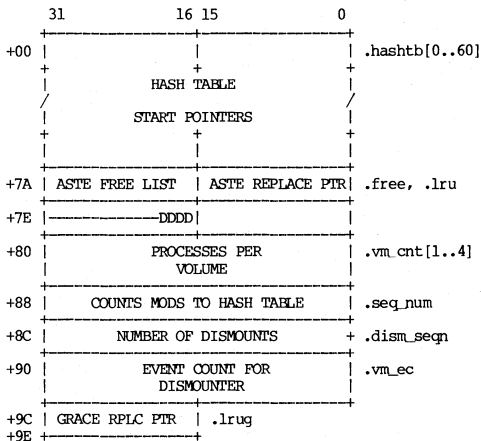 31 16 15 0
+00 .hashtb[0..60]
HASH TABLE
START POINTERS
+7A ASTE FREE LIST | ASTE REPLACE PTR .free, .lru
+7E DDDD
+80 PROCESSES PER .vm_cnt[1..4]
VOLUME
+88 COUNTS MODS TO HASH TABLE .seq_num
+8C NUMBER OF DISMOUNTS .dism_seqn
+90 EVENT COUNT FOR .vm_ec
DISMOUNTER
+9C GRACE RPLC PTR | .lrug
+9E